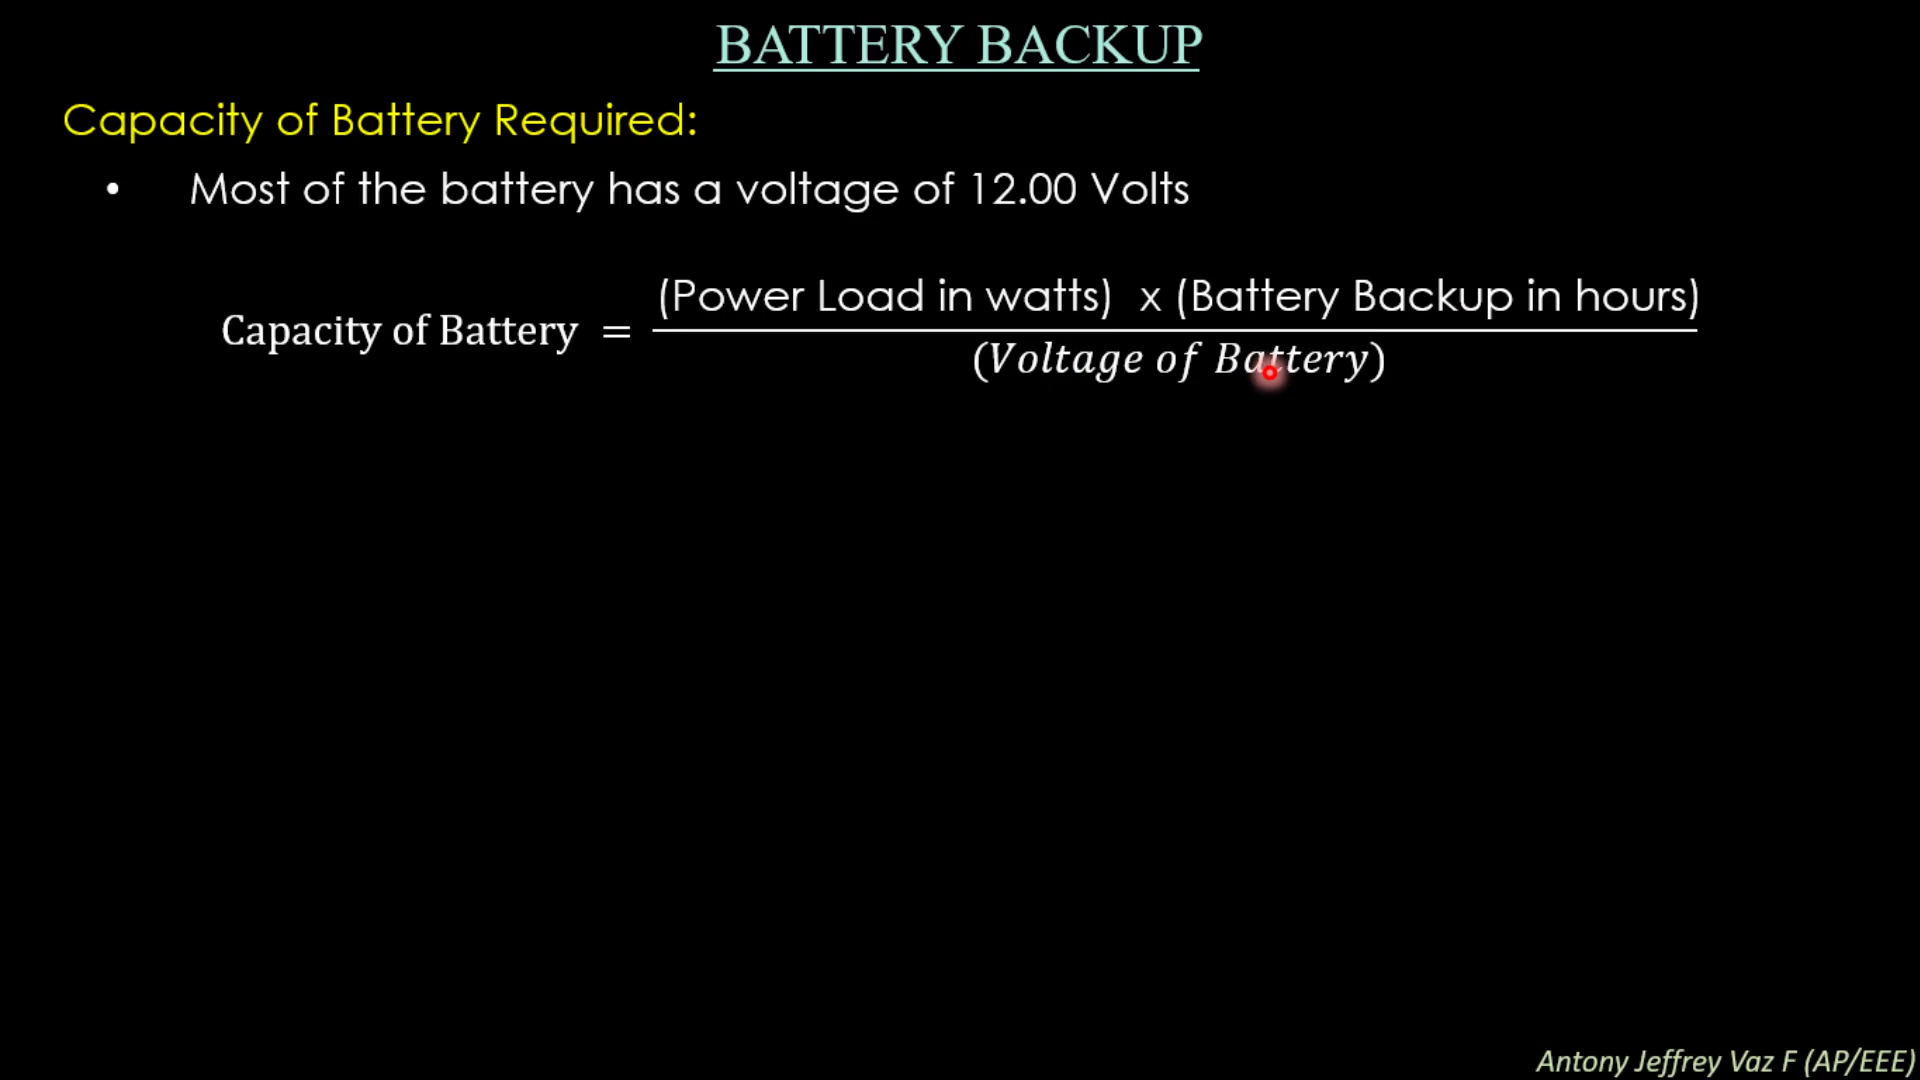 BATTERY BACKUP
Capacity of Battery Required:
• Most of the battery has a voltage of 12.00 Volts
(Power Load in watts) x (Battery Backup in hours)
Capacity of Battery =
(Voltage of Battery)
Antony Jeffrey Vaz F (AP/EEE)